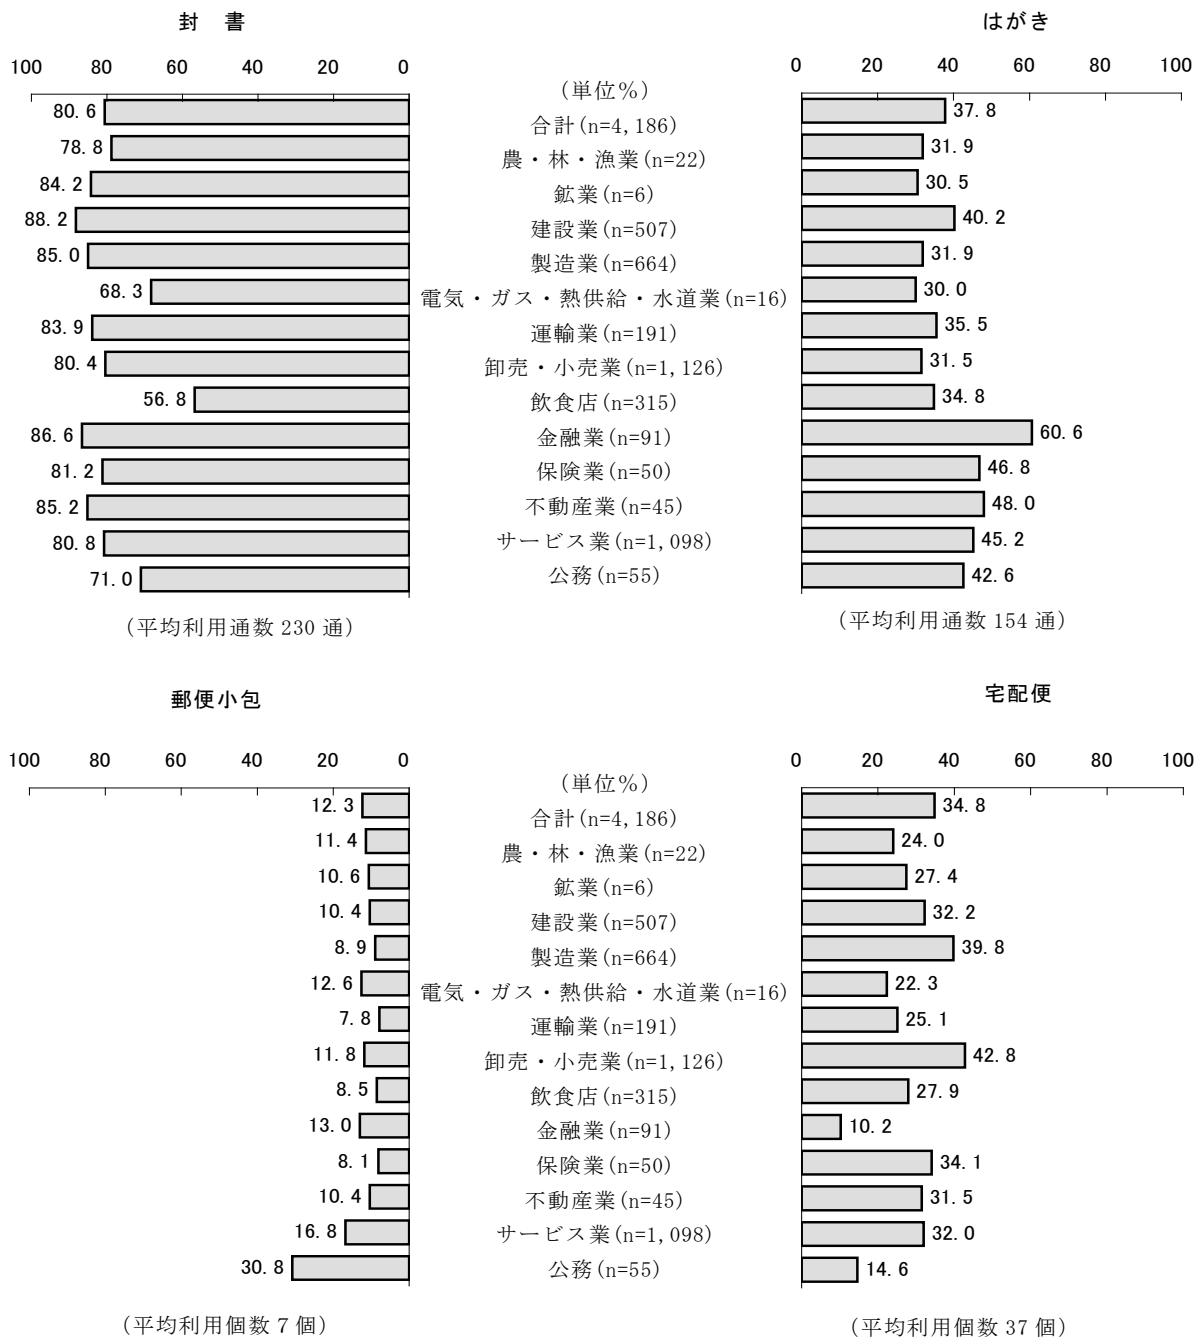 封 書
はがき
100 80 60 40 20 0
0 20 40 60 80 100
(単位%)
80.6 合計(n=4,186) 37.8
78.8 農・林・漁業(n=22) 31.9
84.2 鉱業(n=6) 30.5
88.2 建設業(n=507) 40.2
85.0 製造業(n=664) 31.9
68.3 電気・ガス・熱供給・水道業(n=16) 30.0
83.9 運輸業(n=191) 35.5
80.4 卸売・小売業(n=1,126) 31.5
56.8 飲食店(n=315) 34.8
86.6 金融業(n=91) 60.6
81.2 保険業(n=50) 46.8
85.2 不動産業(n=45) 48.0
80.8 サービス業(n=1,098) 45.2
71.0 公務(n=55) 42.6
(平均利用通数 230 通)
(平均利用通数 154 通)
郵便小包
宅配便
100 80 60 40 20 0
0 20 40 60 80 100
(単位%)
12.3 合計(n=4,186) 34.8
11.4 農・林・漁業(n=22) 24.0
10.6 鉱業(n=6) 27.4
10.4 建設業(n=507) 32.2
8.9 製造業(n=664) 39.8
12.6 電気・ガス・熱供給・水道業(n=16) 22.3
7.8 運輸業(n=191) 25.1
11.8 卸売・小売業(n=1,126) 42.8
8.5 飲食店(n=315) 27.9
13.0 金融業(n=91) 10.2
8.1 保険業(n=50) 34.1
10.4 不動産業(n=45) 31.5
16.8 サービス業(n=1,098) 32.0
30.8 公務(n=55) 14.6
(平均利用個数 7 個)
(平均利用個数 37 個)